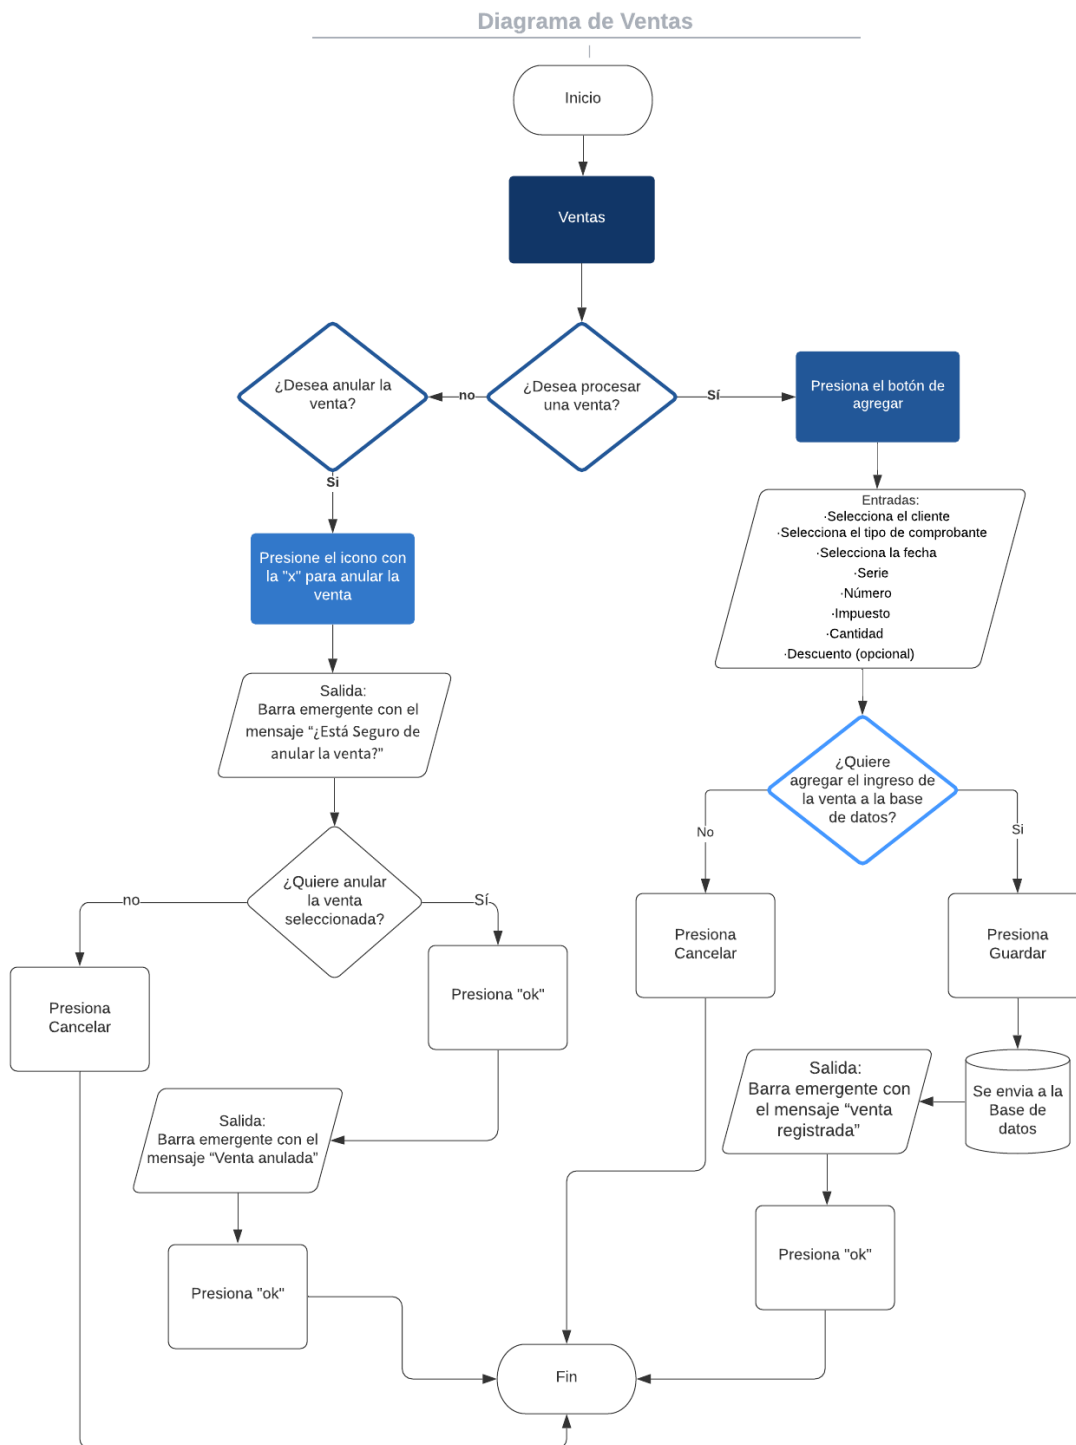 Diagrama de Ventas
Inicio
Ventas
¿Desea anular la
venta?
no
¿Desea procesar
una venta?
Sí
Presiona el botón de
agregar
Si
Entradas:
·Selecciona el cliente
·Selecciona el tipo de comprobante
·Selecciona la fecha
·Serie
·Número
·Impuesto
·Cantidad
·Descuento (opcional)
Presione el icono con
la "x" para anular la
venta
Salida:
Barra emergente con el
mensaje “¿Está Seguro de
anular la venta?”
¿Quiere
agregar el ingreso de
la venta a la base
de datos?
No
Si
¿Quiere anular
la venta
seleccionada?
no
Sí
Presiona
Cancelar
Presiona
Guardar
Presiona
Cancelar
Presiona "ok"
Salida:
Barra emergente con
el mensaje “venta
registrada”
Se envia a la
Base de
datos
Salida:
Barra emergente con el
mensaje “Venta anulada”
Presiona "ok"
Presiona "ok"
Fin